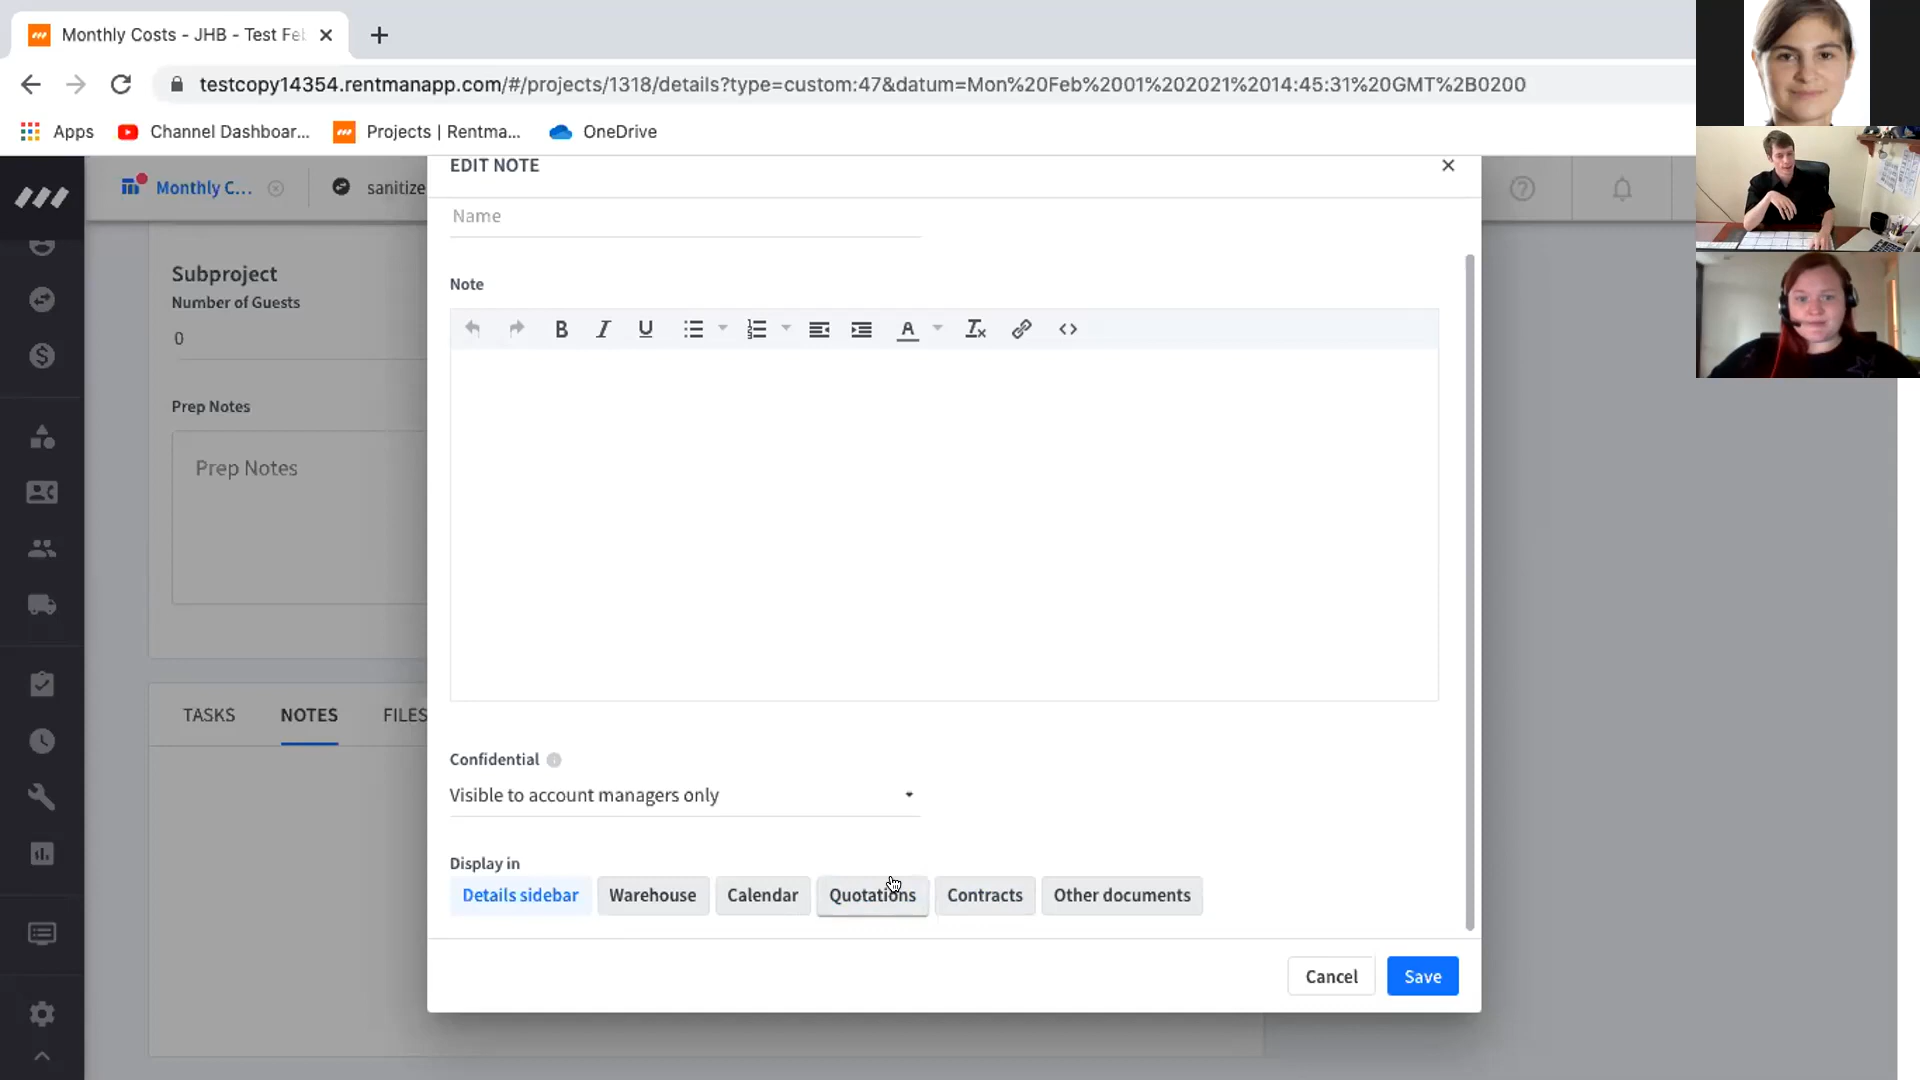 Monthly Costs - JHB - Test Fe
testcopy14354.rentmanapp.com/#/projects/1318/details?type=custom:47&datum=Mon%20Feb%2001%202021%2014:45:31%20GMT%2B0200
Apps
Channel Dashboar...
Projects | Rentma...
OneDrive
Monthly C...
sanitize
EDIT NOTE
Name
Subproject
Number of Guests
0
Prep Notes
Prep Notes
Note
TASKS
NOTES
FILES
Confidential
Visible to account managers only
Display in
Details sidebar
Warehouse
Calendar
Quotations
Contracts
Other documents
Cancel
Save